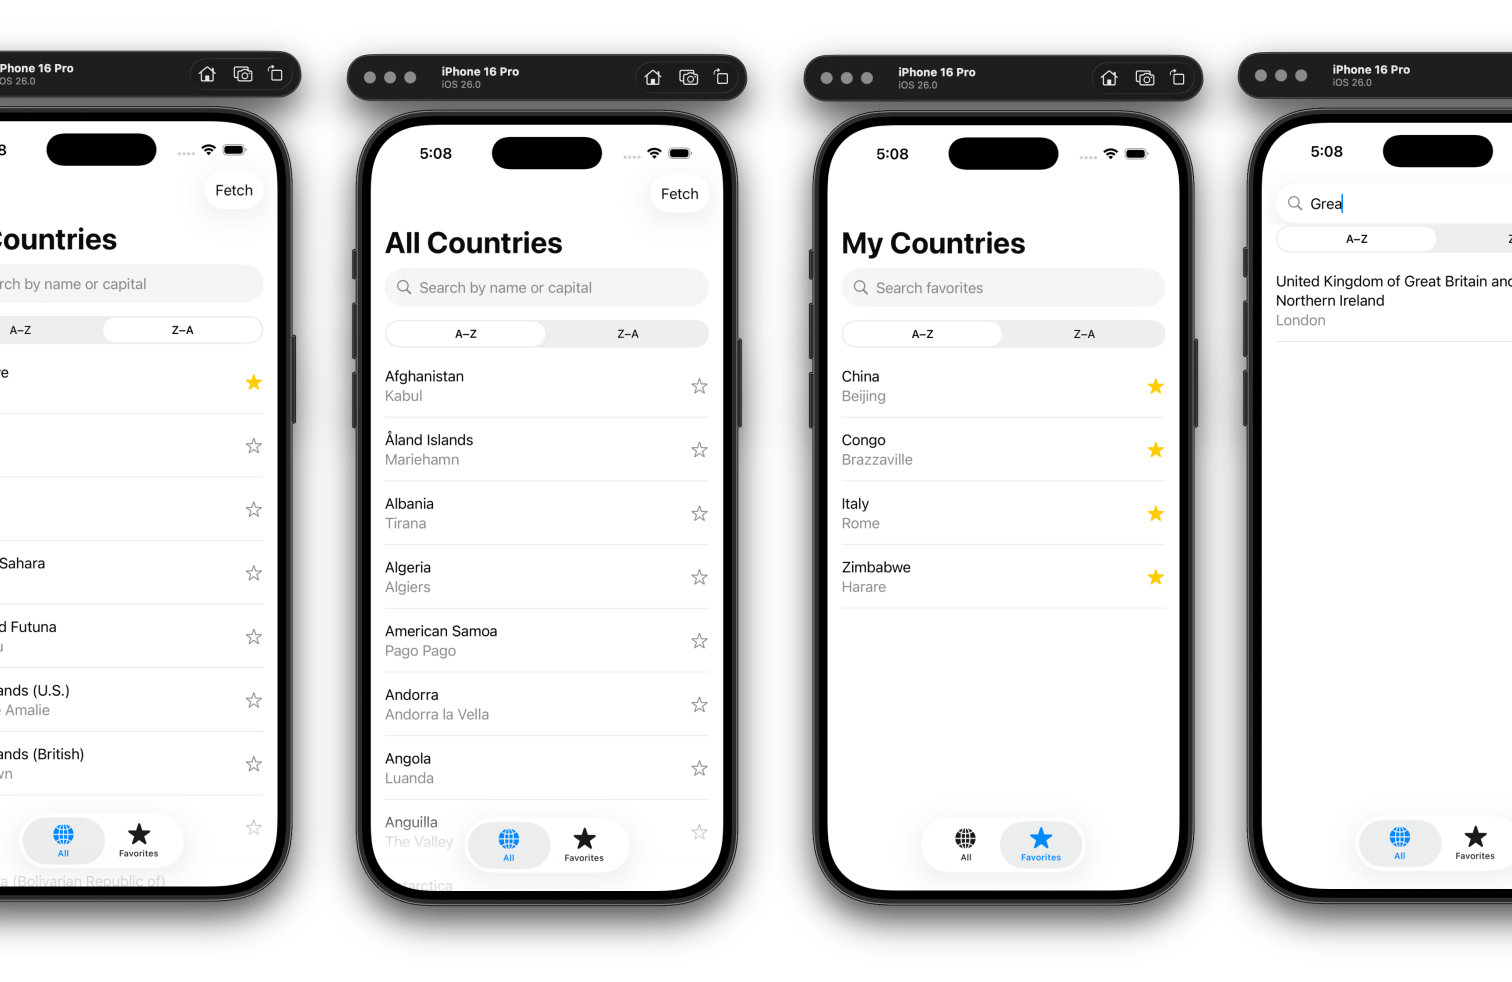 Phone 16 Pro
OS 26.0
8
Fetch
Countries
rch by name or capital
A–Z
Z–A
e
Sahara
d Futuna
u
ands (U.S.)
e Amalie
ands (British)
wn
All
Favorites
a (Bolivarian Republic of)
iPhone 16 Pro
iOS 26.0
5:08
Fetch
All Countries
Search by name or capital
A–Z
Z–A
Afghanistan
Kabul
Åland Islands
Mariehamn
Albania
Tirana
Algeria
Algiers
American Samoa
Pago Pago
Andorra
Andorra la Vella
Angola
Luanda
Anguilla
The Valley
All
Favorites
tarctica
iPhone 16 Pro
iOS 26.0
5:08
My Countries
Search favorites
A–Z
Z–A
China
Beijing
Congo
Brazzaville
Italy
Rome
Zimbabwe
Harare
All
Favorites
iPhone 16 Pro
iOS 26.0
5:08
Grea
A–Z
Z
United Kingdom of Great Britain and
Northern Ireland
London
All
Favorites